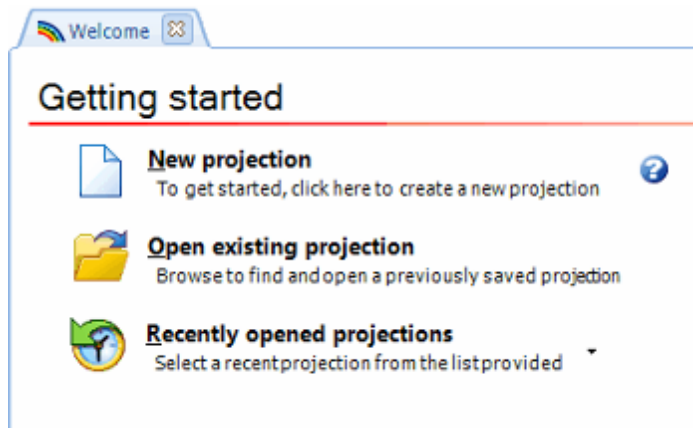 Welcome
Getting started
New projection
To get started, click here to create a new projection
Open existing projection
Browse to find and open a previously saved projection
Recently opened projections
Select a recent projection from the list provided